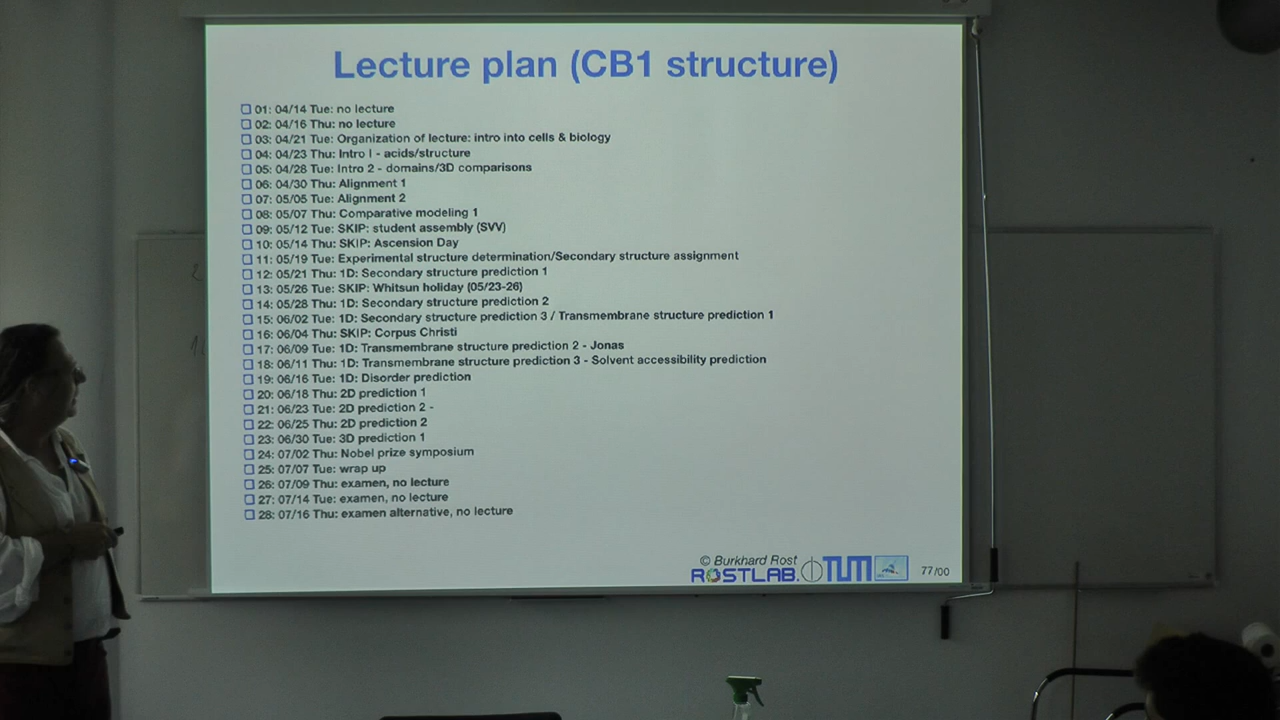 Lecture plan (CB1 structure)
01: 04/14 Tue: no lecture
02: 04/16 Thu: no lecture
03: 04/21 Tue: Organization of lecture: intro into cells & biology
04: 04/23 Thu: Intro I - acids/structure
05: 04/28 Tue: Intro 2 - domains/3D comparisons
06: 04/30 Thu: Alignment 1
07: 05/05 Tue: Alignment 2
08: 05/07 Thu: Comparative modeling 1
09: 05/12 Tue: SKIP: student assembly (SVV)
10: 05/14 Thu: SKIP: Ascension Day
11: 05/19 Tue: Experimental structure determination/Secondary structure assignment
12: 05/21 Thu: 1D: Secondary structure prediction 1
13: 05/26 Tue: SKIP: Whitsun holiday (05/23-26)
14: 05/28 Thu: 1D: Secondary structure prediction 2
15: 06/02 Tue: 1D: Secondary structure prediction 3 / Transmembrane structure prediction 1
16: 06/04 Thu: SKIP: Corpus Christi
17: 06/09 Tue: 1D: Transmembrane structure prediction 2 - Jonas
18: 06/11 Thu: 1D: Transmembrane structure prediction 3 - Solvent accessibility prediction
19: 06/16 Tue: 1D: Disorder prediction
20: 06/18 Thu: 2D prediction 1
21: 06/23 Tue: 2D prediction 2 -
22: 06/25 Thu: 2D prediction 2
23: 06/30 Tue: 3D prediction 1
24: 07/02 Thu: Nobel prize symposium
25: 07/07 Tue: wrap up
26: 07/09 Thu: examen, no lecture
27: 07/14 Tue: examen, no lecture
28: 07/16 Thu: examen alternative, no lecture
© Burkhard Rost
ROSTLAB. TUM
77/00